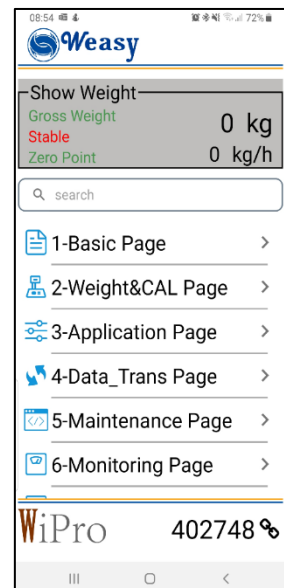 08:54 72%
Weasy
Show Weight
Gross Weight
0 kg
Stable
Zero Point
0 kg/h
search
1-Basic Page
2-Weight&CAL Page
3-Application Page
4-Data_Trans Page
5-Maintenance Page
6-Monitoring Page
WiPro 402748